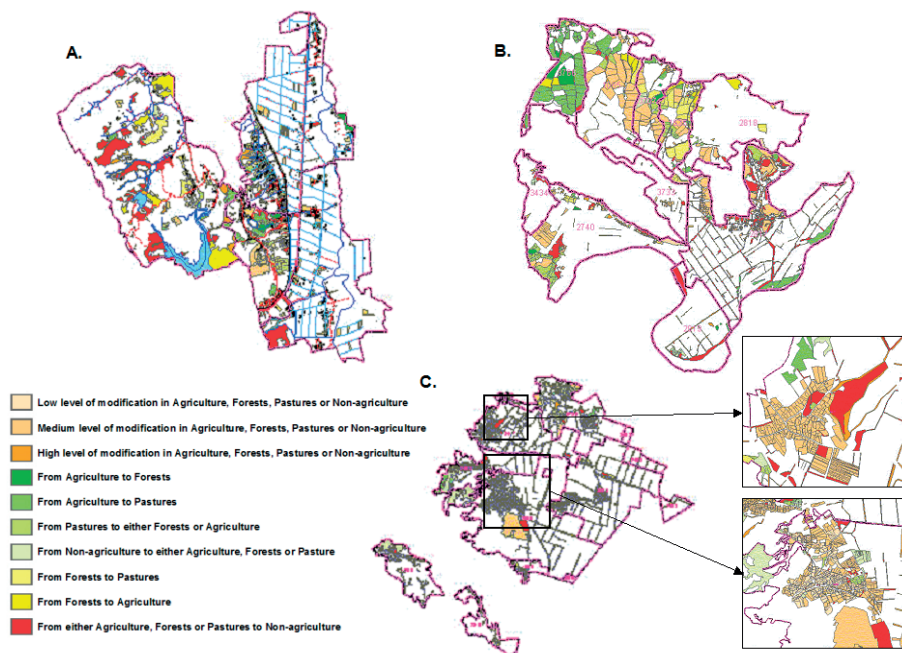 A.
B.
2818
3434
3733
2740
C.
Low level of modification in Agriculture, Forests, Pastures or Non-agriculture
Medium level of modification in Agriculture, Forests, Pastures or Non-agriculture
High level of modification in Agriculture, Forests, Pastures or Non-agriculture
From Agriculture to Forests
From Agriculture to Pastures
From Pastures to either Forests or Agriculture
From Non-agriculture to either Agriculture, Forests or Pasture
From Forests to Pastures
From Forests to Agriculture
From either Agriculture, Forests or Pastures to Non-agriculture